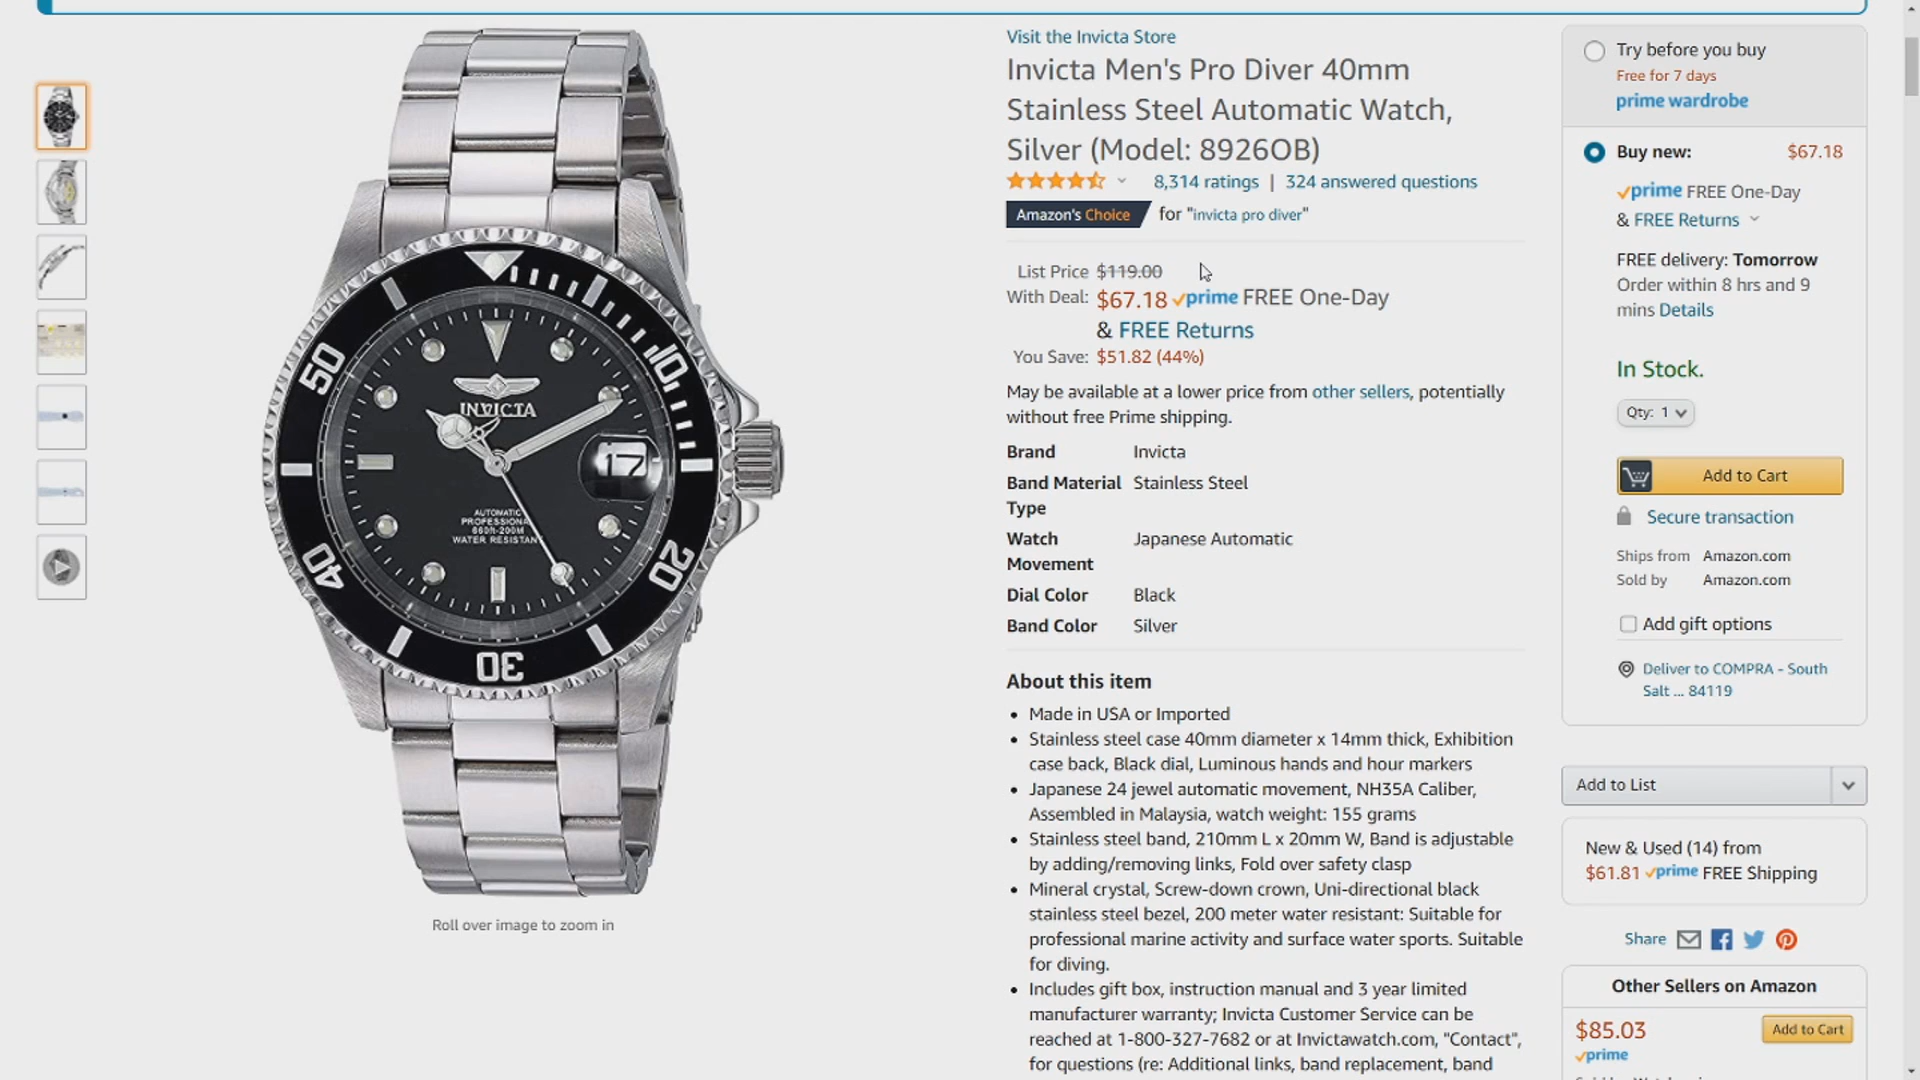 50
10
20
30
40
INVICTA
17
AUTOMATIC
PROFESSIONAL
660ft-200M
WATER RESISTANT
Roll over image to zoom in
Visit the Invicta Store
Invicta Men's Pro Diver 40mm
Stainless Steel Automatic Watch,
Silver (Model: 8926OB)
8,314 ratings | 324 answered questions
Amazon's Choice for "invicta pro diver"
List Price $119.00
With Deal: $67.18 prime FREE One-Day
& FREE Returns
You Save: $51.82 (44%)
May be available at a lower price from other sellers, potentially
without free Prime shipping.
Brand Invicta
Band Material Stainless Steel
Type
Watch Japanese Automatic
Movement
Dial Color Black
Band Color Silver
About this item
• Made in USA or Imported
• Stainless steel case 40mm diameter x 14mm thick, Exhibition
case back, Black dial, Luminous hands and hour markers
• Japanese 24 jewel automatic movement, NH35A Caliber,
Assembled in Malaysia, watch weight: 155 grams
• Stainless steel band, 210mm L x 20mm W, Band is adjustable
by adding/removing links, Fold over safety clasp
• Mineral crystal, Screw-down crown, Uni-directional black
stainless steel bezel, 200 meter water resistant: Suitable for
professional marine activity and surface water sports. Suitable
for diving.
• Includes gift box, instruction manual and 3 year limited
manufacturer warranty; Invicta Customer Service can be
reached at 1-800-327-7682 or at Invictawatch.com, "Contact",
for questions (re: Additional links, band replacement, band
Try before you buy
Free for 7 days
prime wardrobe
Buy new: $67.18
prime FREE One-Day
& FREE Returns
FREE delivery: Tomorrow
Order within 8 hrs and 9
mins Details
In Stock.
Qty: 1
Add to Cart
Secure transaction
Ships from Amazon.com
Sold by Amazon.com
Add gift options
Deliver to COMPRA - South
Salt ... 84119
Add to List
New & Used (14) from
$61.81 prime FREE Shipping
Share
Other Sellers on Amazon
$85.03 Add to Cart
prime